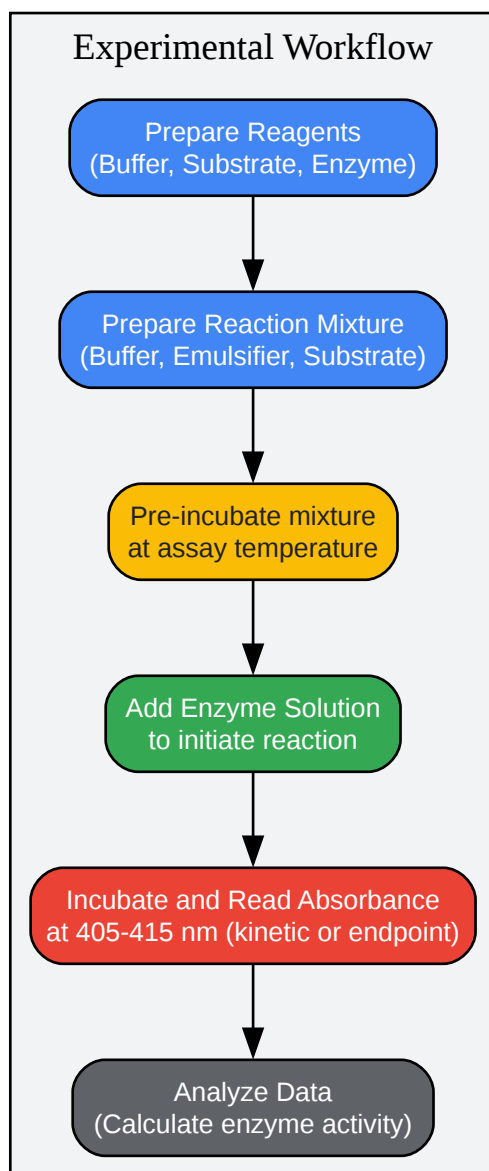 Experimental Workflow
Prepare Reagents
(Buffer, Substrate, Enzyme)
Prepare Reaction Mixture
(Buffer, Emulsifier, Substrate)
Pre-incubate mixture
at assay temperature
Add Enzyme Solution
to initiate reaction
Incubate and Read Absorbance
at 405-415 nm (kinetic or endpoint)
Analyze Data
(Calculate enzyme activity)